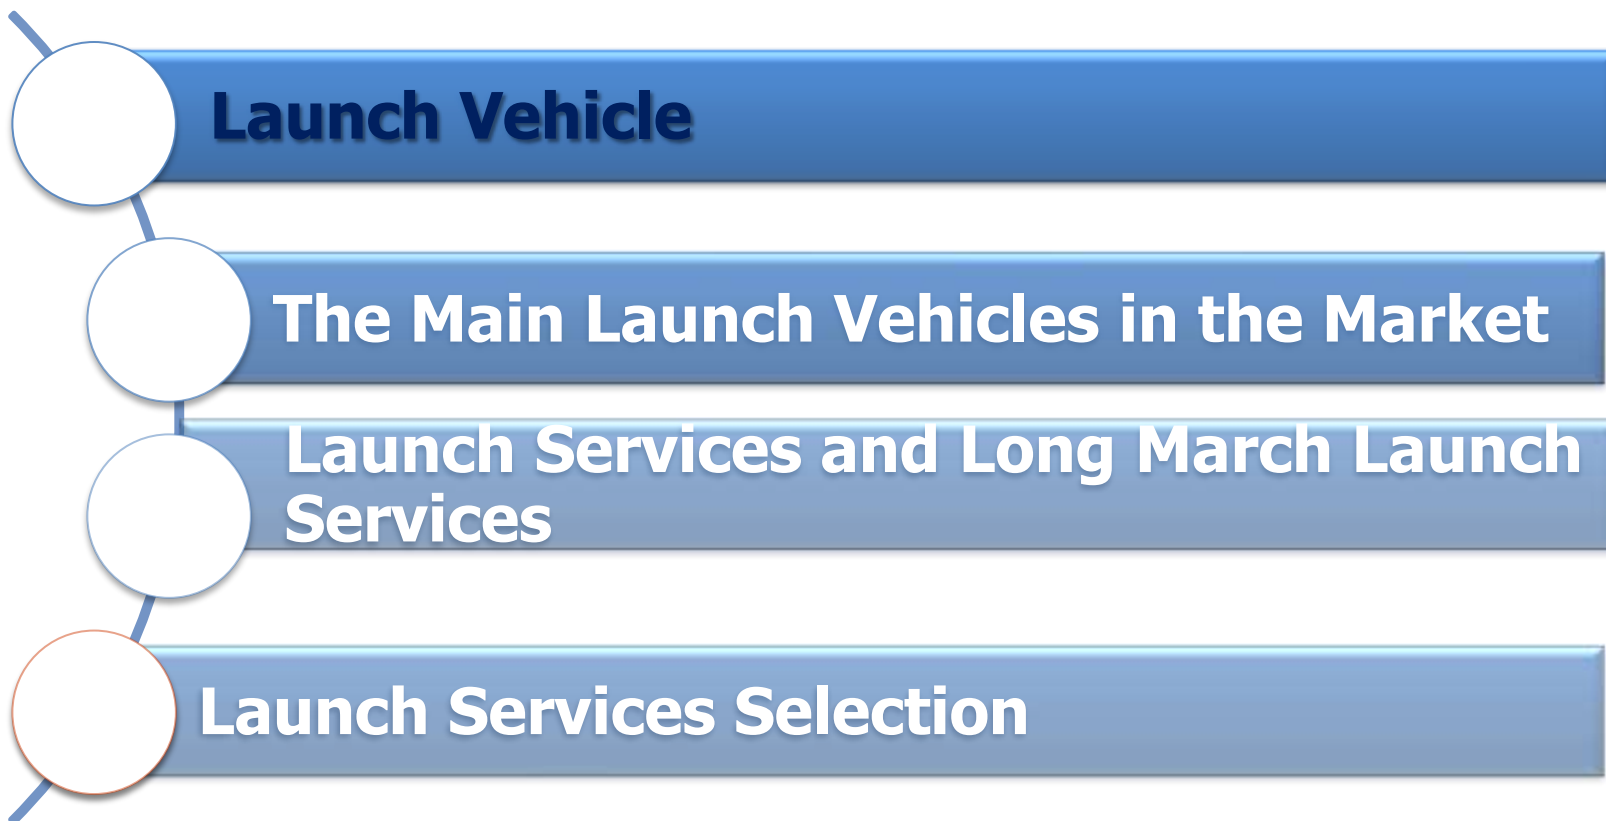 Launch Vehicle
The Main Launch Vehicles in the Market
Launch Services and Long March Launch
Services
Launch Services Selection